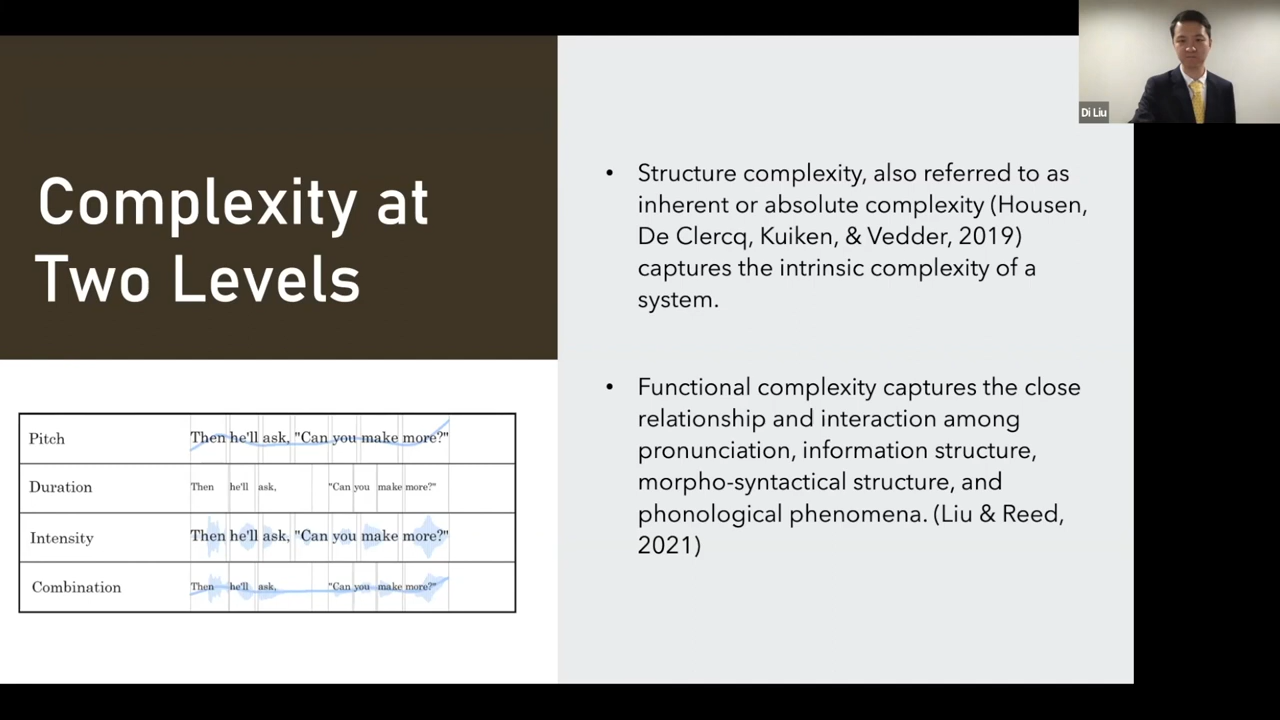 Di Liu
Complexity at
Two Levels
• Structure complexity, also referred to as
inherent or absolute complexity (Housen,
De Clercq, Kuiken, & Vedder, 2019)
captures the intrinsic complexity of a
system.
• Functional complexity captures the close
relationship and interaction among
pronunciation, information structure,
morpho-syntactical structure, and
phonological phenomena. (Liu & Reed,
2021)
Pitch Then he'll ask, "Can you make more?"
Duration Then he'll ask, "Can you make more?"
Intensity Then he'll ask, "Can you make more?"
Combination Then he'll ask, "Can you make more?"